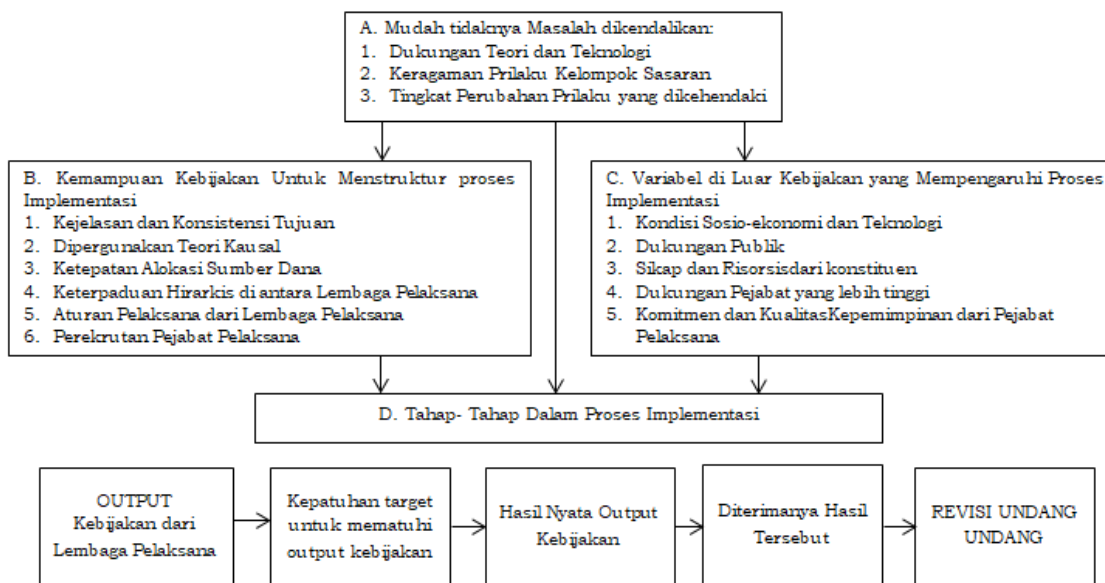 A. Mudah tidaknya Masalah dikendalikan:
1. Dukungan Teori dan Teknologi
2. Keragaman Prilaku Kelompok Sasaran
3. Tingkat Perubahan Prilaku yang dikehendaki
B. Kemampuan Kebijakan Untuk Menstruktur proses
Implementasi
1. Kejelasan dan Konsistensi Tujuan
2. Dipergunakan Teori Kausal
3. Ketepatan Alokasi Sumber Dana
4. Keterpaduan Hirarkis di antara Lembaga Pelaksana
5. Aturan Pelaksana dari Lembaga Pelaksana
6. Perekrutan Pejabat Pelaksana
C. Variabel di Luar Kebijakan yang Mempengaruhi Proses
Implementasi
1. Kondisi Sosio-ekonomi dan Teknologi
2. Dukungan Publik
3. Sikap dan Risorsisdari konstituen
4. Dukungan Pejabat yang lebih tinggi
5. Komitmen dan KualitasKepemimpinan dari Pejabat
Pelaksana
D. Tahap- Tahap Dalam Proses Implementasi
OUTPUT
Kebijakan dari
Lembaga Pelaksana
Kepatuhan target
untuk mematuhi
output kebijakan
Hasil Nyata Output
Kebijakan
Diterimanya Hasil
Tersebut
REVISI UNDANG
UNDANG